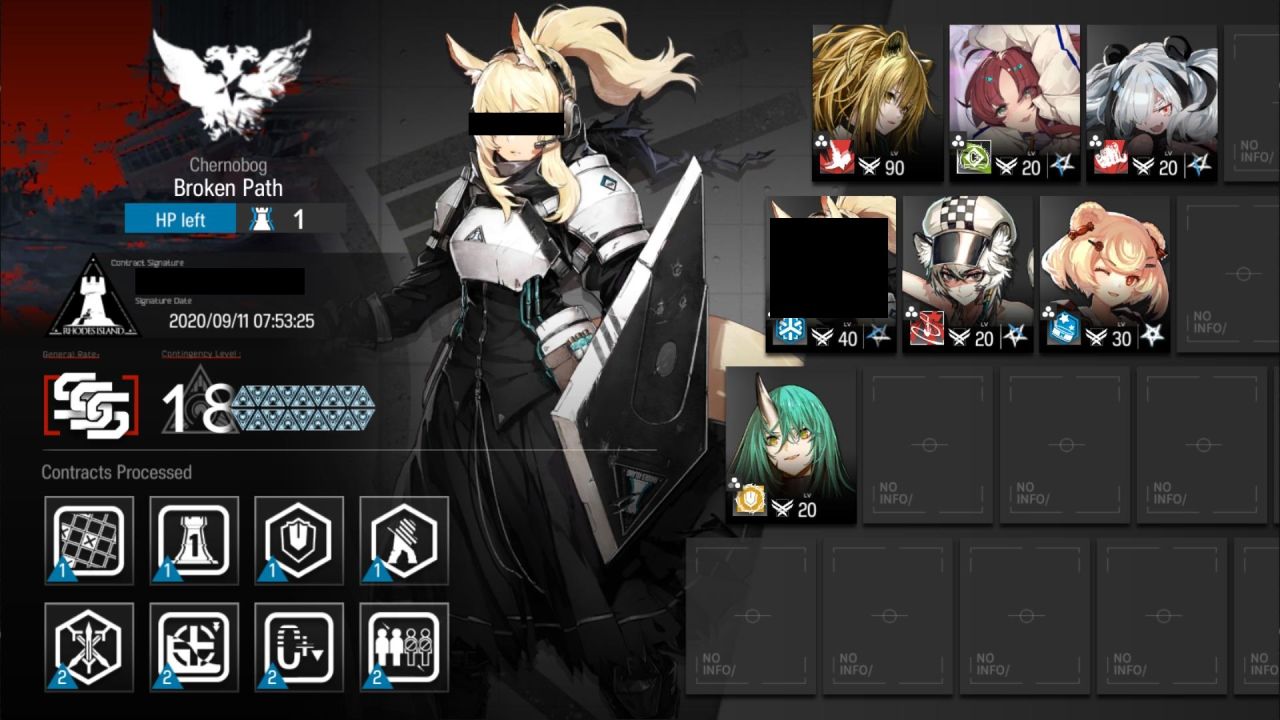 Chernobog
Broken Path
HP left 1
Contract Signature
RHODES ISLAND
Signature Date
2020/09/11 07:53:25
General Rate:
Contingency Level:
SSS
18
Contracts Processed
1
1
1
1
1
2
2
2
2
LV
90
LV
20
LV
20
NO
INFO/
LV
40
LV
20
LV
30
NO
INFO/
LV
20
NO
INFO/
NO
INFO/
NO
INFO/
NO
INFO/
NO
INFO/
NO
INFO/
NO
INFO/
NO
INFO/